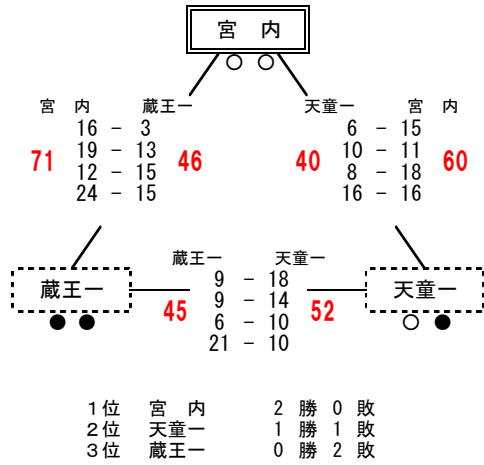 宮 内
○ ○
宮 内 蔵王一 天童一 宮 内
16 - 3 6 - 15
71 19 - 13 46 40 10 - 11 60
12 - 15 8 - 18
24 - 15 16 - 16
蔵王一 天童一
蔵王一 9 - 18 天童一
45 9 - 14 52
● ● 6 - 10 ○ ●
21 - 10
1位 宮 内 2 勝 0 敗
2位 天童一 1 勝 1 敗
3位 蔵王一 0 勝 2 敗